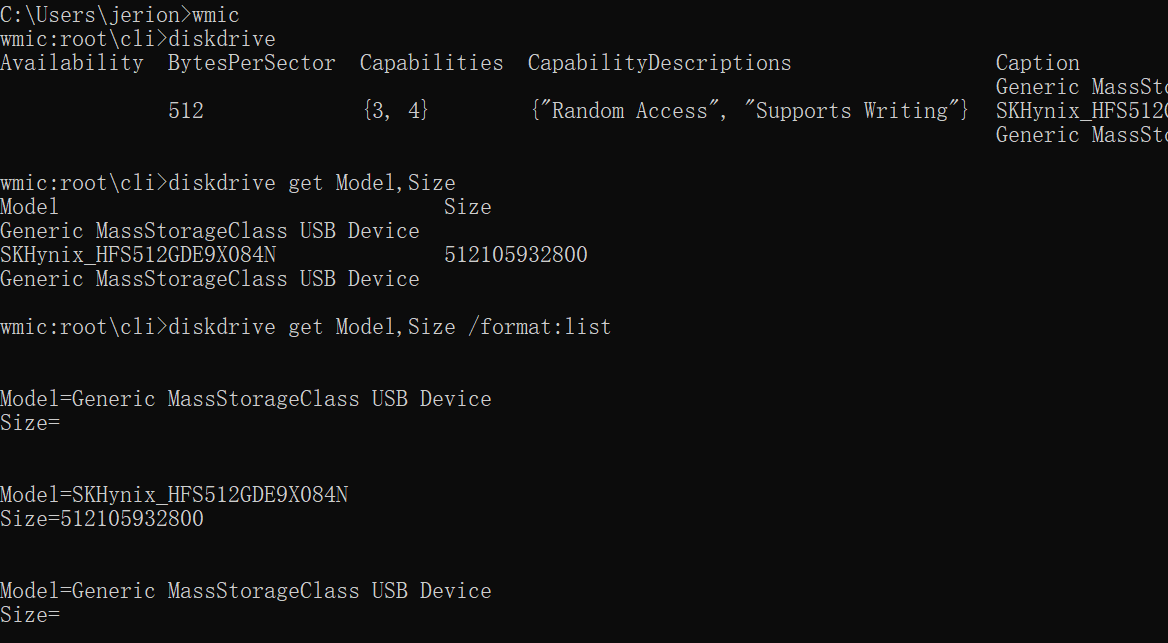 C:\Users\jerion>wmic
wmic:root\cli>diskdrive
Availability  BytesPerSector  Capabilities  CapabilityDescriptions                 Caption
Generic MassSto
512             {3, 4}        {"Random Access", "Supports Writing"}  SKHynix_HFS512G
Generic MassSto
wmic:root\cli>diskdrive get Model,Size
Model                                Size
Generic MassStorageClass USB Device
SKHynix_HFS512GDE9X084N              512105932800
Generic MassStorageClass USB Device
wmic:root\cli>diskdrive get Model,Size /format:list
Model=Generic MassStorageClass USB Device
Size=
Model=SKHynix_HFS512GDE9X084N
Size=512105932800
Model=Generic MassStorageClass USB Device
Size=